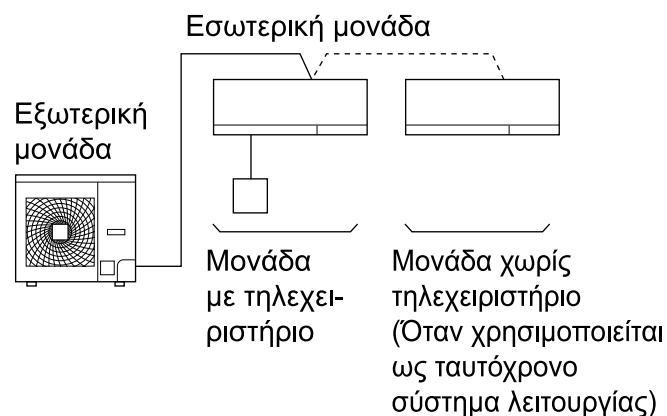 Εσωτερική μονάδα
Εξωτερική
μονάδα
Μονάδα
με τηλεχει-
ριστήριο
Μονάδα χωρίς
τηλεχειριστήριο
(Όταν χρησιμοποιείται
ως ταυτόχρονο
σύστημα λειτουργίας)